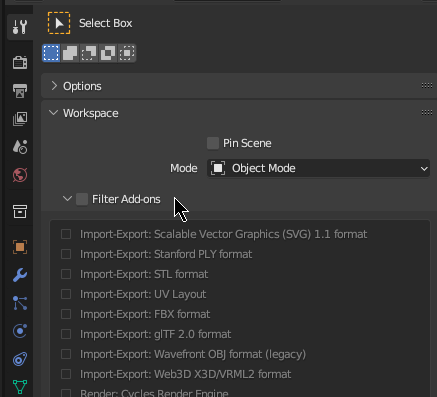 Select Box
Options
Workspace
Pin Scene
Mode Object Mode
Filter Add-ons
Import-Export: Scalable Vector Graphics (SVG) 1.1 format
Import-Export: Stanford PLY format
Import-Export: STL format
Import-Export: UV Layout
Import-Export: FBX format
Import-Export: glTF 2.0 format
Import-Export: Wavefront OBJ format (legacy)
Import-Export: Web3D X3D/VRML2 format
Render: Cycles Render Engine